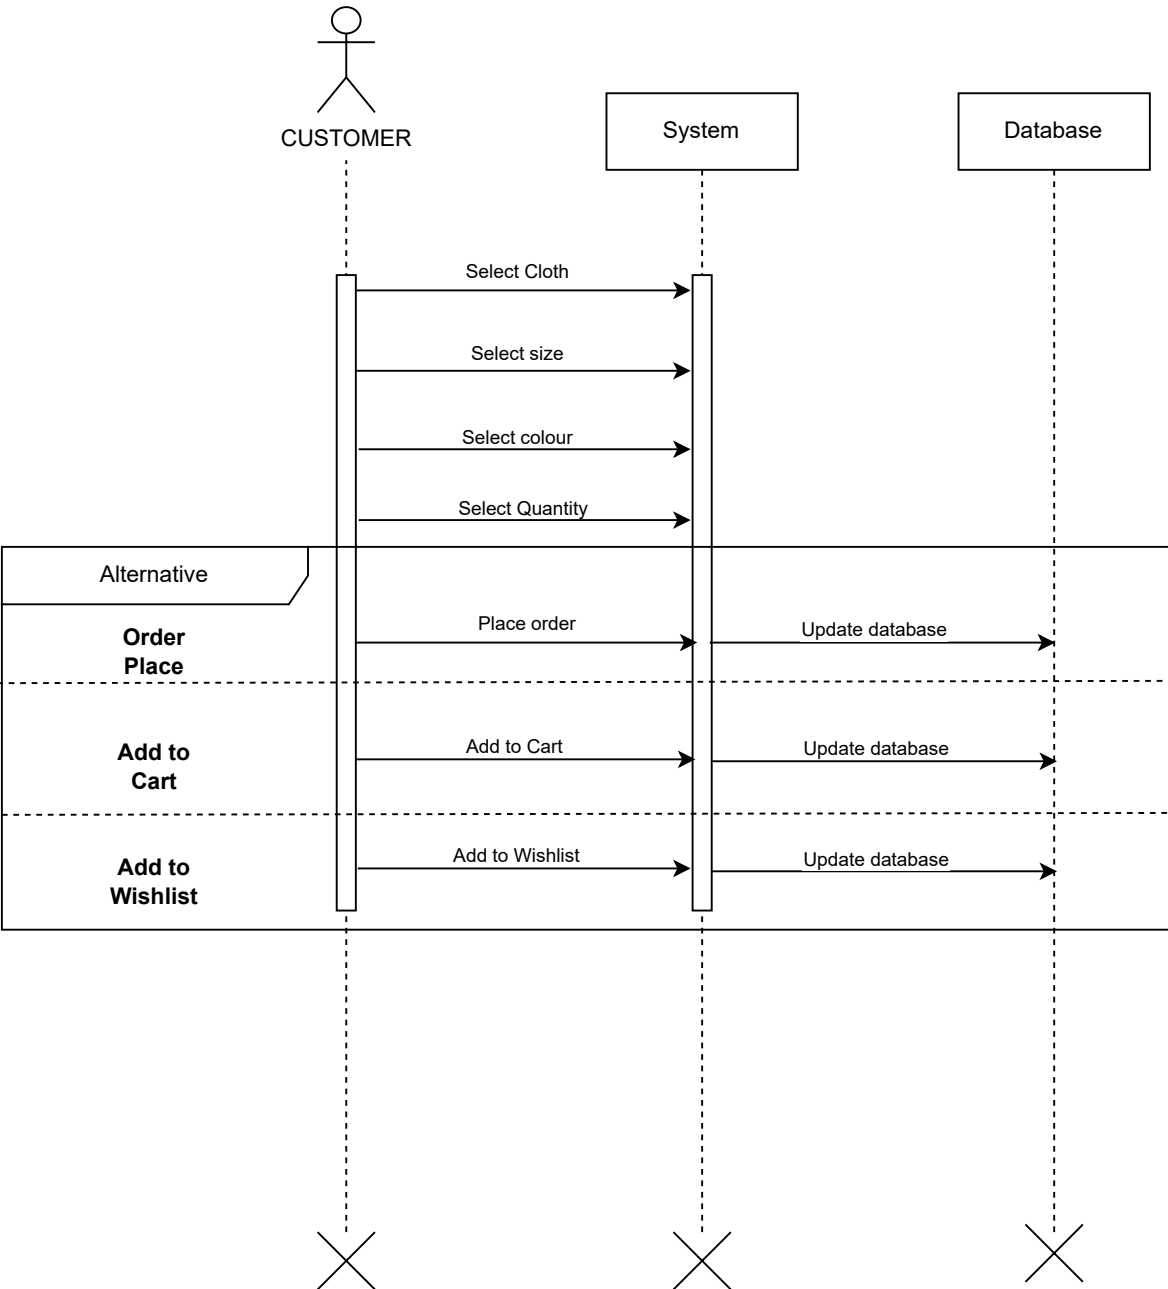 CUSTOMER
System
Database
Select Cloth
Select size
Select colour
Select Quantity
Alternative
Order
Place
Place order
Update database
Add to
Cart
Add to Cart
Update database
Add to
Wishlist
Add to Wishlist
Update database